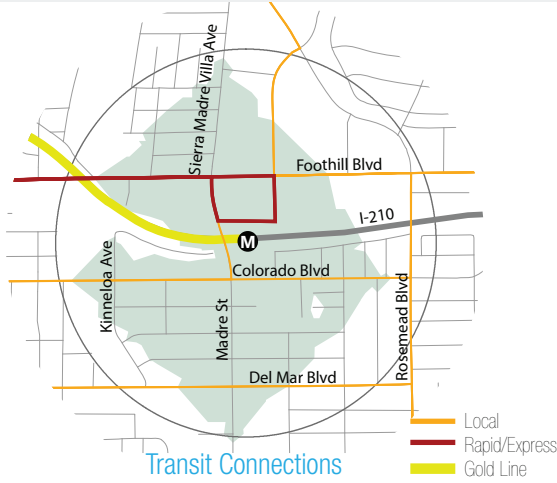 Sierra Madre Villa Ave
Foothill Blvd
I-210
M
Kinneloa Ave
Colorado Blvd
Madre St
Rosemead Blvd
Del Mar Blvd
Local
Rapid/Express
Gold Line
Transit Connections